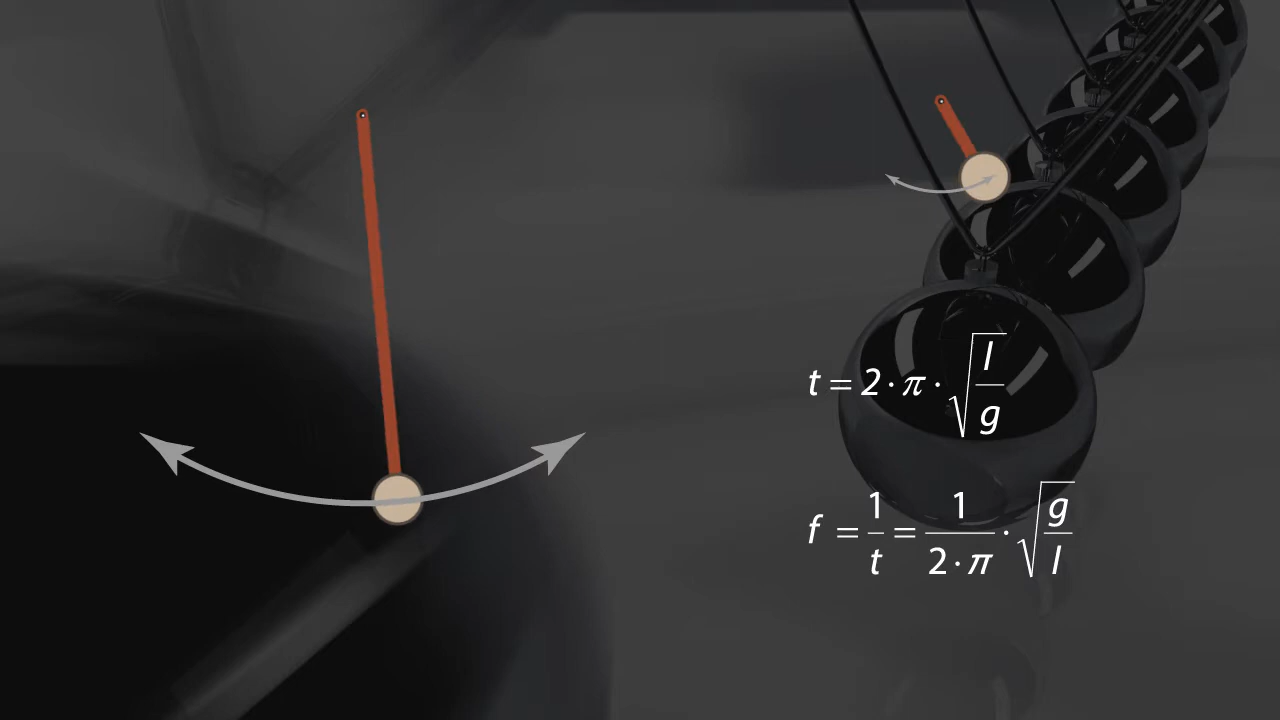 t = 2 · π · √(l/g)
f = 1/t = 1/(2 · π) · √(g/l)